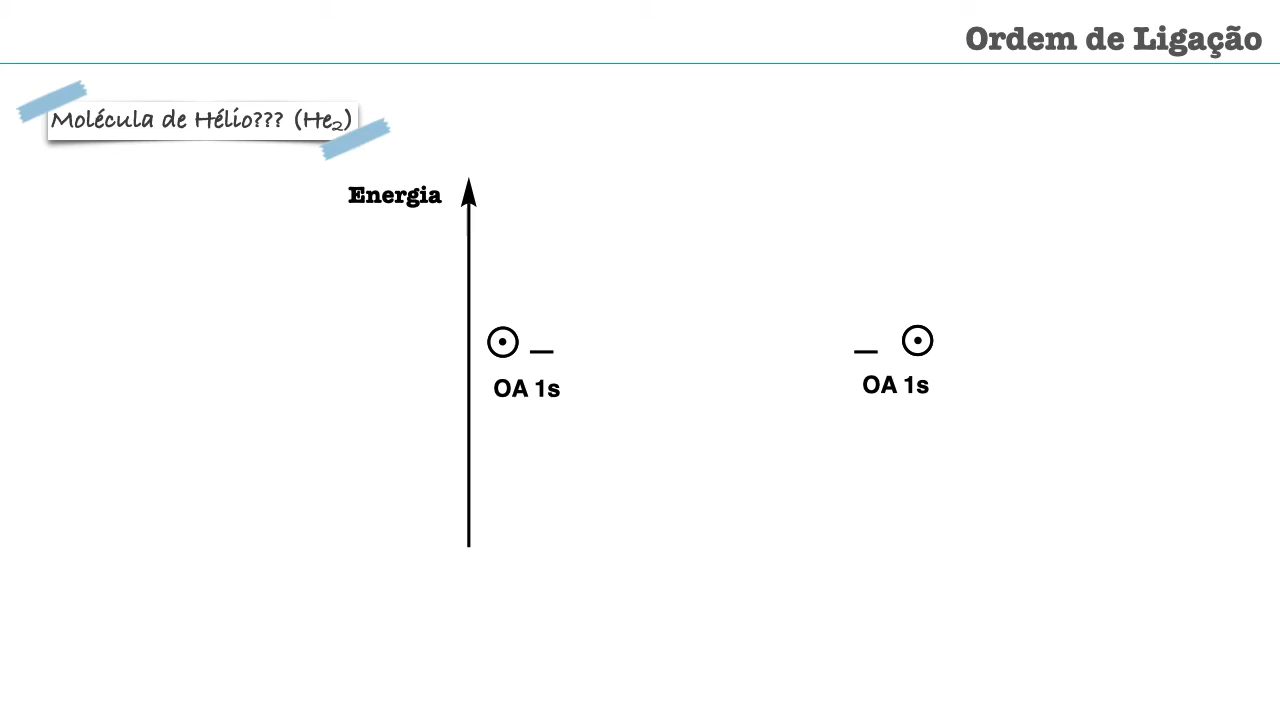 Ordem de Ligação
Molécula de Hélio??? (He₂)
Energia
OA 1s
OA 1s